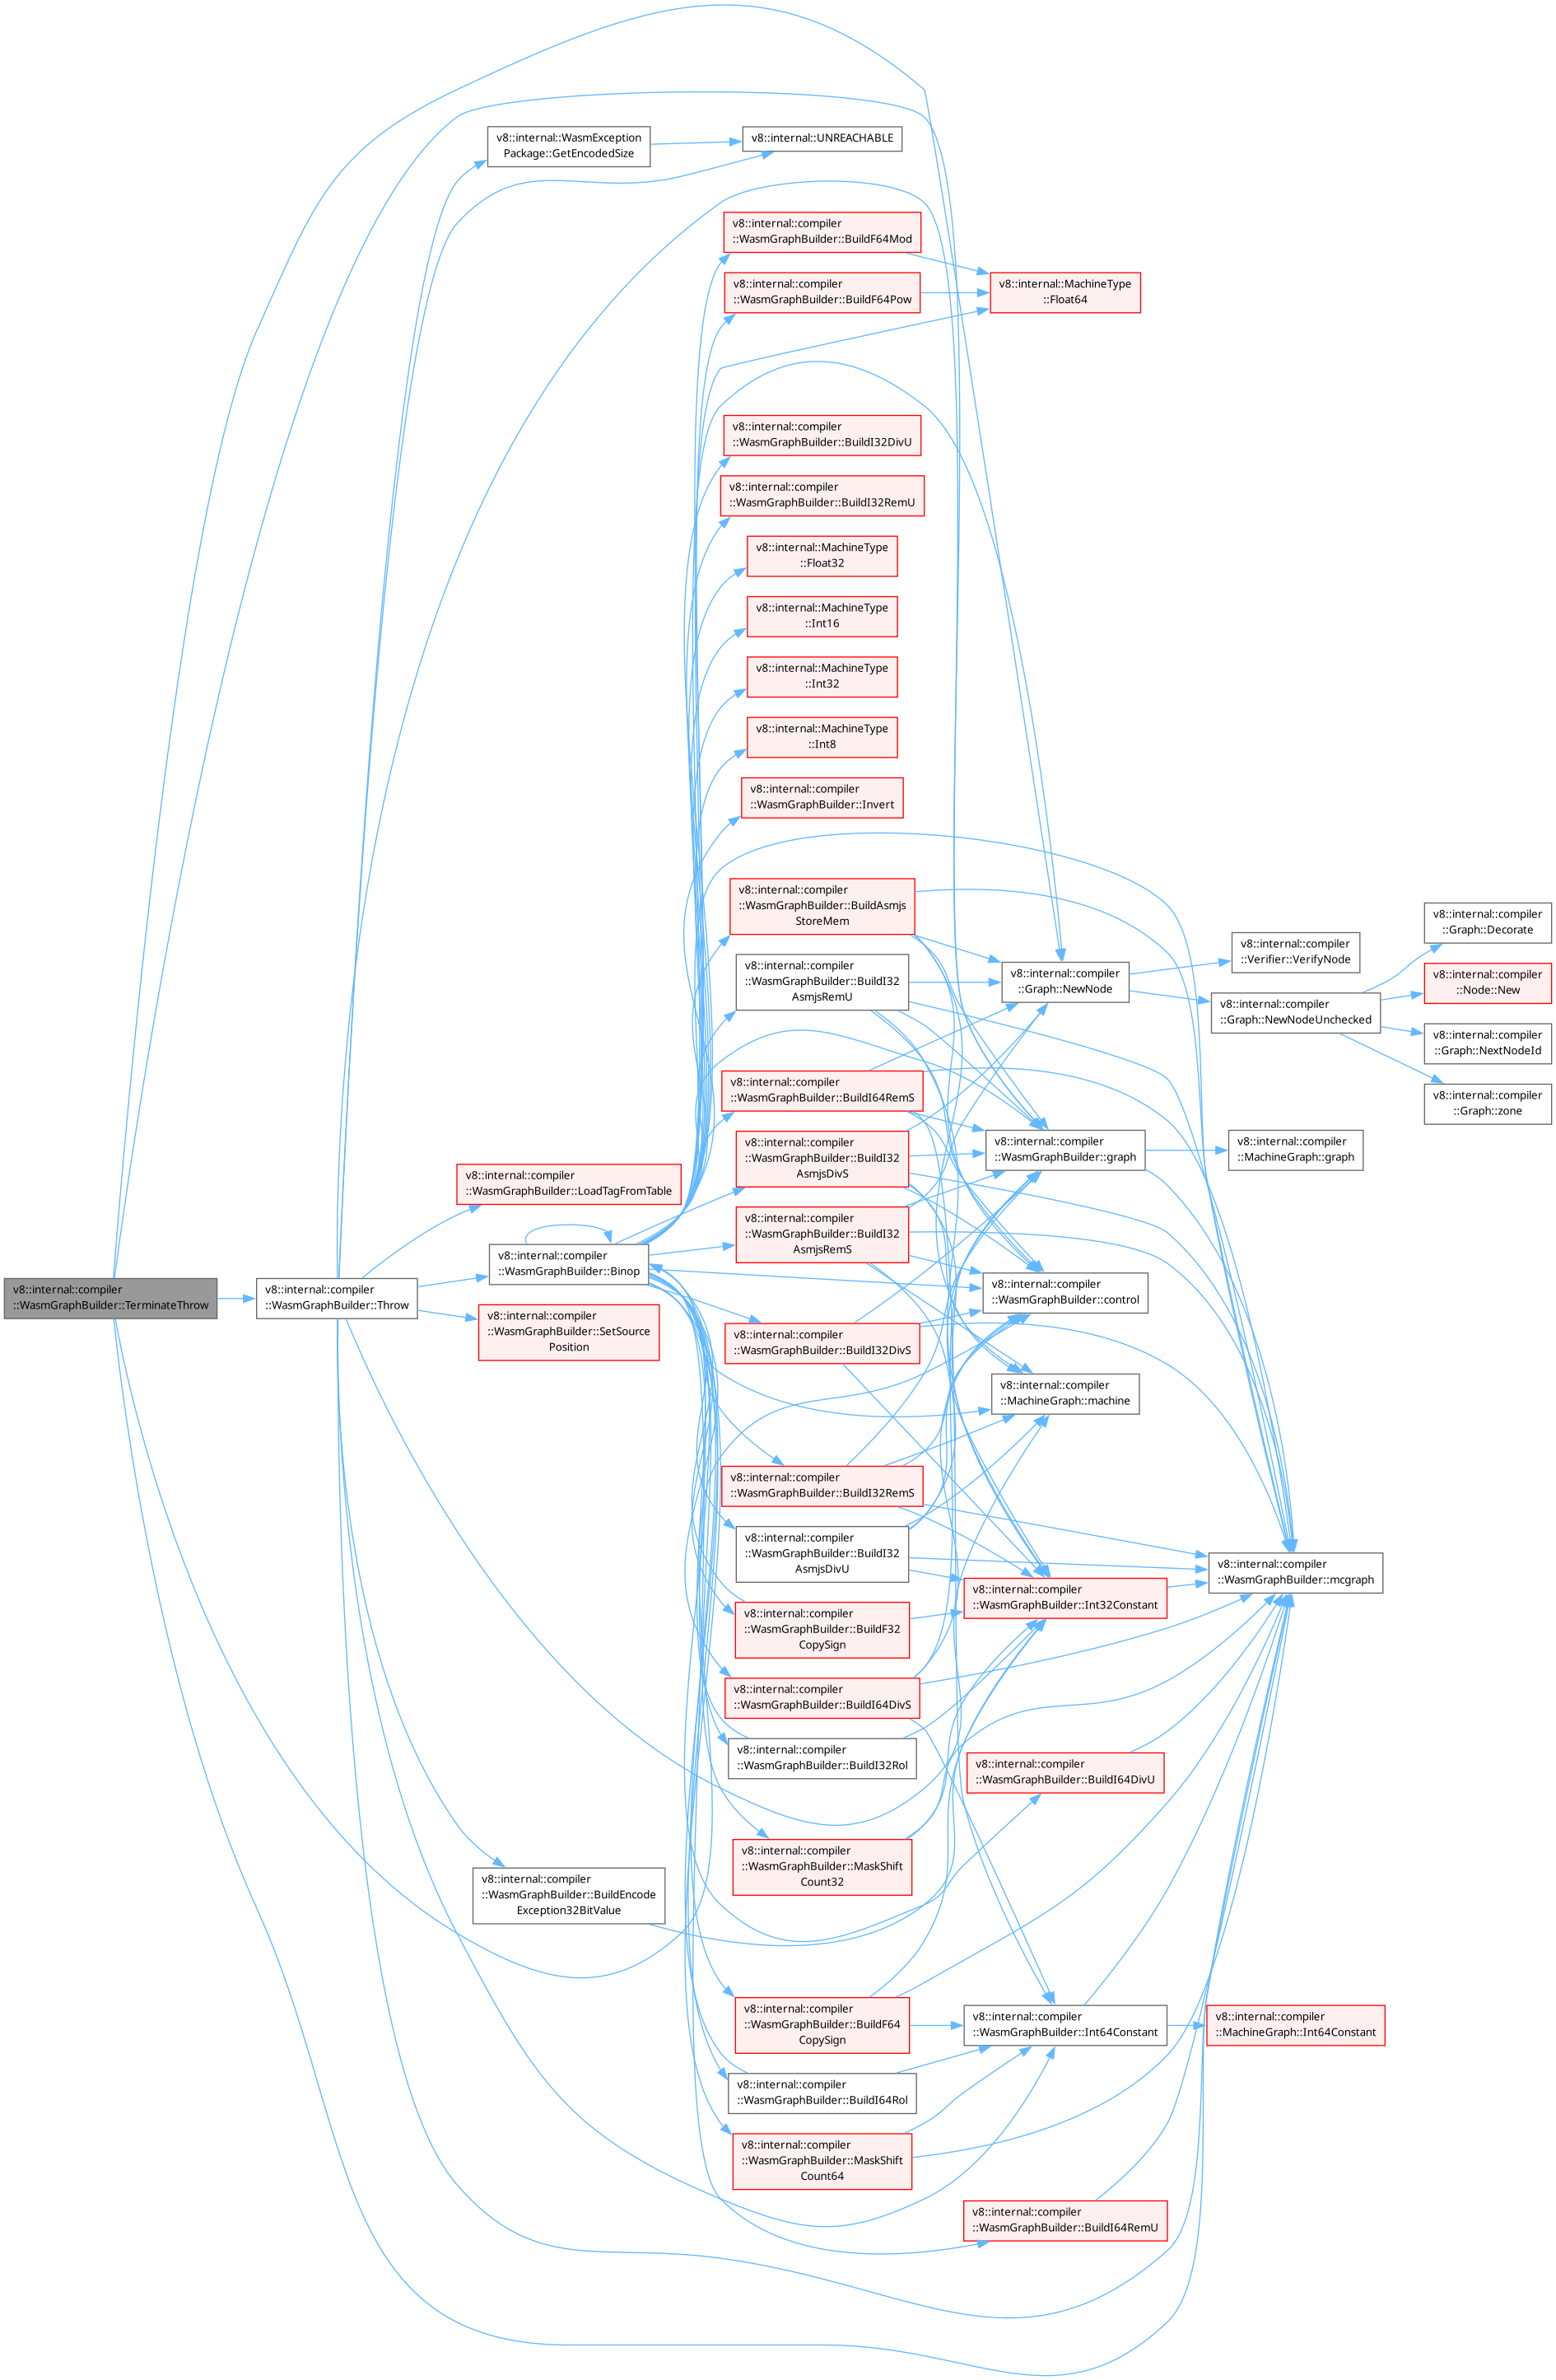 v8::internal::compiler
::WasmGraphBuilder::TerminateThrow
v8::internal::compiler
::WasmGraphBuilder::Throw
v8::internal::WasmException
Package::GetEncodedSize
v8::internal::compiler
::WasmGraphBuilder::LoadTagFromTable
v8::internal::compiler
::WasmGraphBuilder::Binop
v8::internal::compiler
::WasmGraphBuilder::SetSource
Position
v8::internal::compiler
::WasmGraphBuilder::BuildEncode
Exception32BitValue
v8::internal::UNREACHABLE
v8::internal::compiler
::WasmGraphBuilder::BuildF64Mod
v8::internal::compiler
::WasmGraphBuilder::BuildF64Pow
v8::internal::compiler
::WasmGraphBuilder::BuildI32DivU
v8::internal::compiler
::WasmGraphBuilder::BuildI32RemU
v8::internal::MachineType
::Float32
v8::internal::MachineType
::Int16
v8::internal::MachineType
::Int32
v8::internal::MachineType
::Int8
v8::internal::compiler
::WasmGraphBuilder::Invert
v8::internal::compiler
::WasmGraphBuilder::BuildAsmjs
StoreMem
v8::internal::compiler
::WasmGraphBuilder::BuildI32
AsmjsRemU
v8::internal::compiler
::WasmGraphBuilder::BuildI64RemS
v8::internal::compiler
::WasmGraphBuilder::BuildI32
AsmjsDivS
v8::internal::compiler
::WasmGraphBuilder::BuildI32
AsmjsRemS
v8::internal::compiler
::WasmGraphBuilder::BuildI32DivS
v8::internal::compiler
::WasmGraphBuilder::BuildI32RemS
v8::internal::compiler
::WasmGraphBuilder::BuildI32
AsmjsDivU
v8::internal::compiler
::WasmGraphBuilder::BuildF32
CopySign
v8::internal::compiler
::WasmGraphBuilder::BuildI64DivS
v8::internal::compiler
::WasmGraphBuilder::BuildI32Rol
v8::internal::compiler
::WasmGraphBuilder::MaskShift
Count32
v8::internal::compiler
::WasmGraphBuilder::BuildF64
CopySign
v8::internal::compiler
::WasmGraphBuilder::BuildI64Rol
v8::internal::compiler
::WasmGraphBuilder::MaskShift
Count64
v8::internal::MachineType
::Float64
v8::internal::compiler
::Graph::NewNode
v8::internal::compiler
::WasmGraphBuilder::graph
v8::internal::compiler
::WasmGraphBuilder::control
v8::internal::compiler
::MachineGraph::machine
v8::internal::compiler
::WasmGraphBuilder::Int32Constant
v8::internal::compiler
::WasmGraphBuilder::BuildI64DivU
v8::internal::compiler
::WasmGraphBuilder::Int64Constant
v8::internal::compiler
::WasmGraphBuilder::BuildI64RemU
v8::internal::compiler
::Verifier::VerifyNode
v8::internal::compiler
::Graph::NewNodeUnchecked
v8::internal::compiler
::MachineGraph::graph
v8::internal::compiler
::WasmGraphBuilder::mcgraph
v8::internal::compiler
::MachineGraph::Int64Constant
v8::internal::compiler
::Graph::Decorate
v8::internal::compiler
::Node::New
v8::internal::compiler
::Graph::NextNodeId
v8::internal::compiler
::Graph::zone